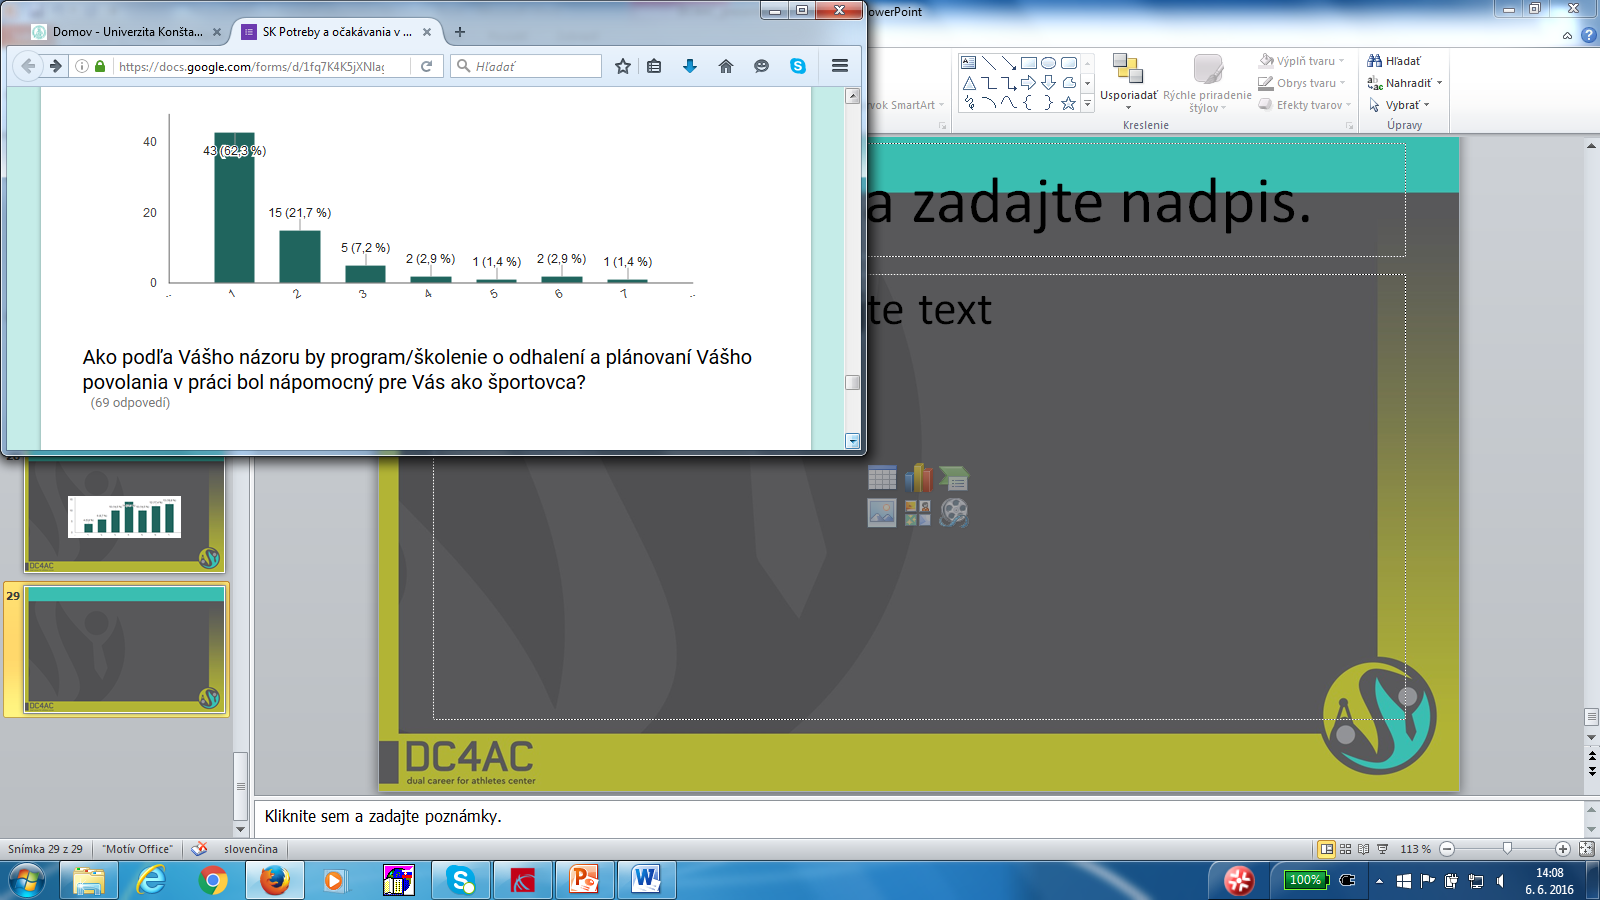 PowerPoint
Domov - Univerzita Konšta...
SK Potreby a očakávania v ...
https://docs.google.com/forms/d/1fq7K4K5jXNlag
Hľadať
40
20
0
43 (62,3 %)
15 (21,7 %)
5 (7,2 %)
2 (2,9 %)
1 (1,4 %)
2 (2,9 %)
1 (1,4 %)
..
1
2
3
4
5
6
7
..
Ako podľa Vášho názoru by program/školenie o odhalení a plánovaní Vášho
povolania v práci bol nápomocný pre Vás ako športovca?
(69 odpovedí)
rvok SmartArt
Usporiadať
Rýchle priradenie
štýlov
Výplň tvaru
Obrys tvaru
Efekty tvarov
Kreslenie
Hľadať
Nahradiť
Vybrať
Úpravy
a zadajte nadpis.
te text
DC4AC
29
DC4AC
DC4AC
dual career for athletes center
Kliknite sem a zadajte poznámky.
Snímka 29 z 29
"Motív Office"
slovenčina
113 %
100%
14:08
6. 6. 2016